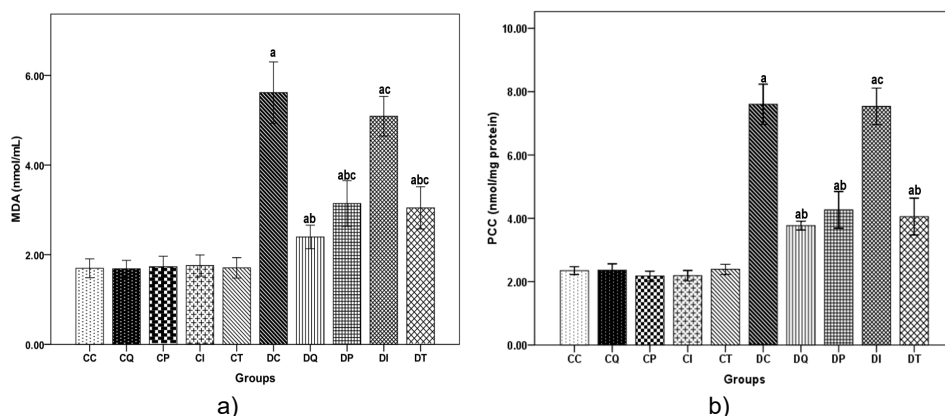 MDA (nmol/mL)
6.00
4.00
2.00
0.00
a
ab
abc
ac
abc
CC CQ CP CI CT DC DQ DP DI DT
Groups
a)
PCC (nmol/mg protein)
10.00
8.00
6.00
4.00
2.00
0.00
a
ab
ab
ac
ab
CC CQ CP CI CT DC DQ DP DI DT
Groups
b)